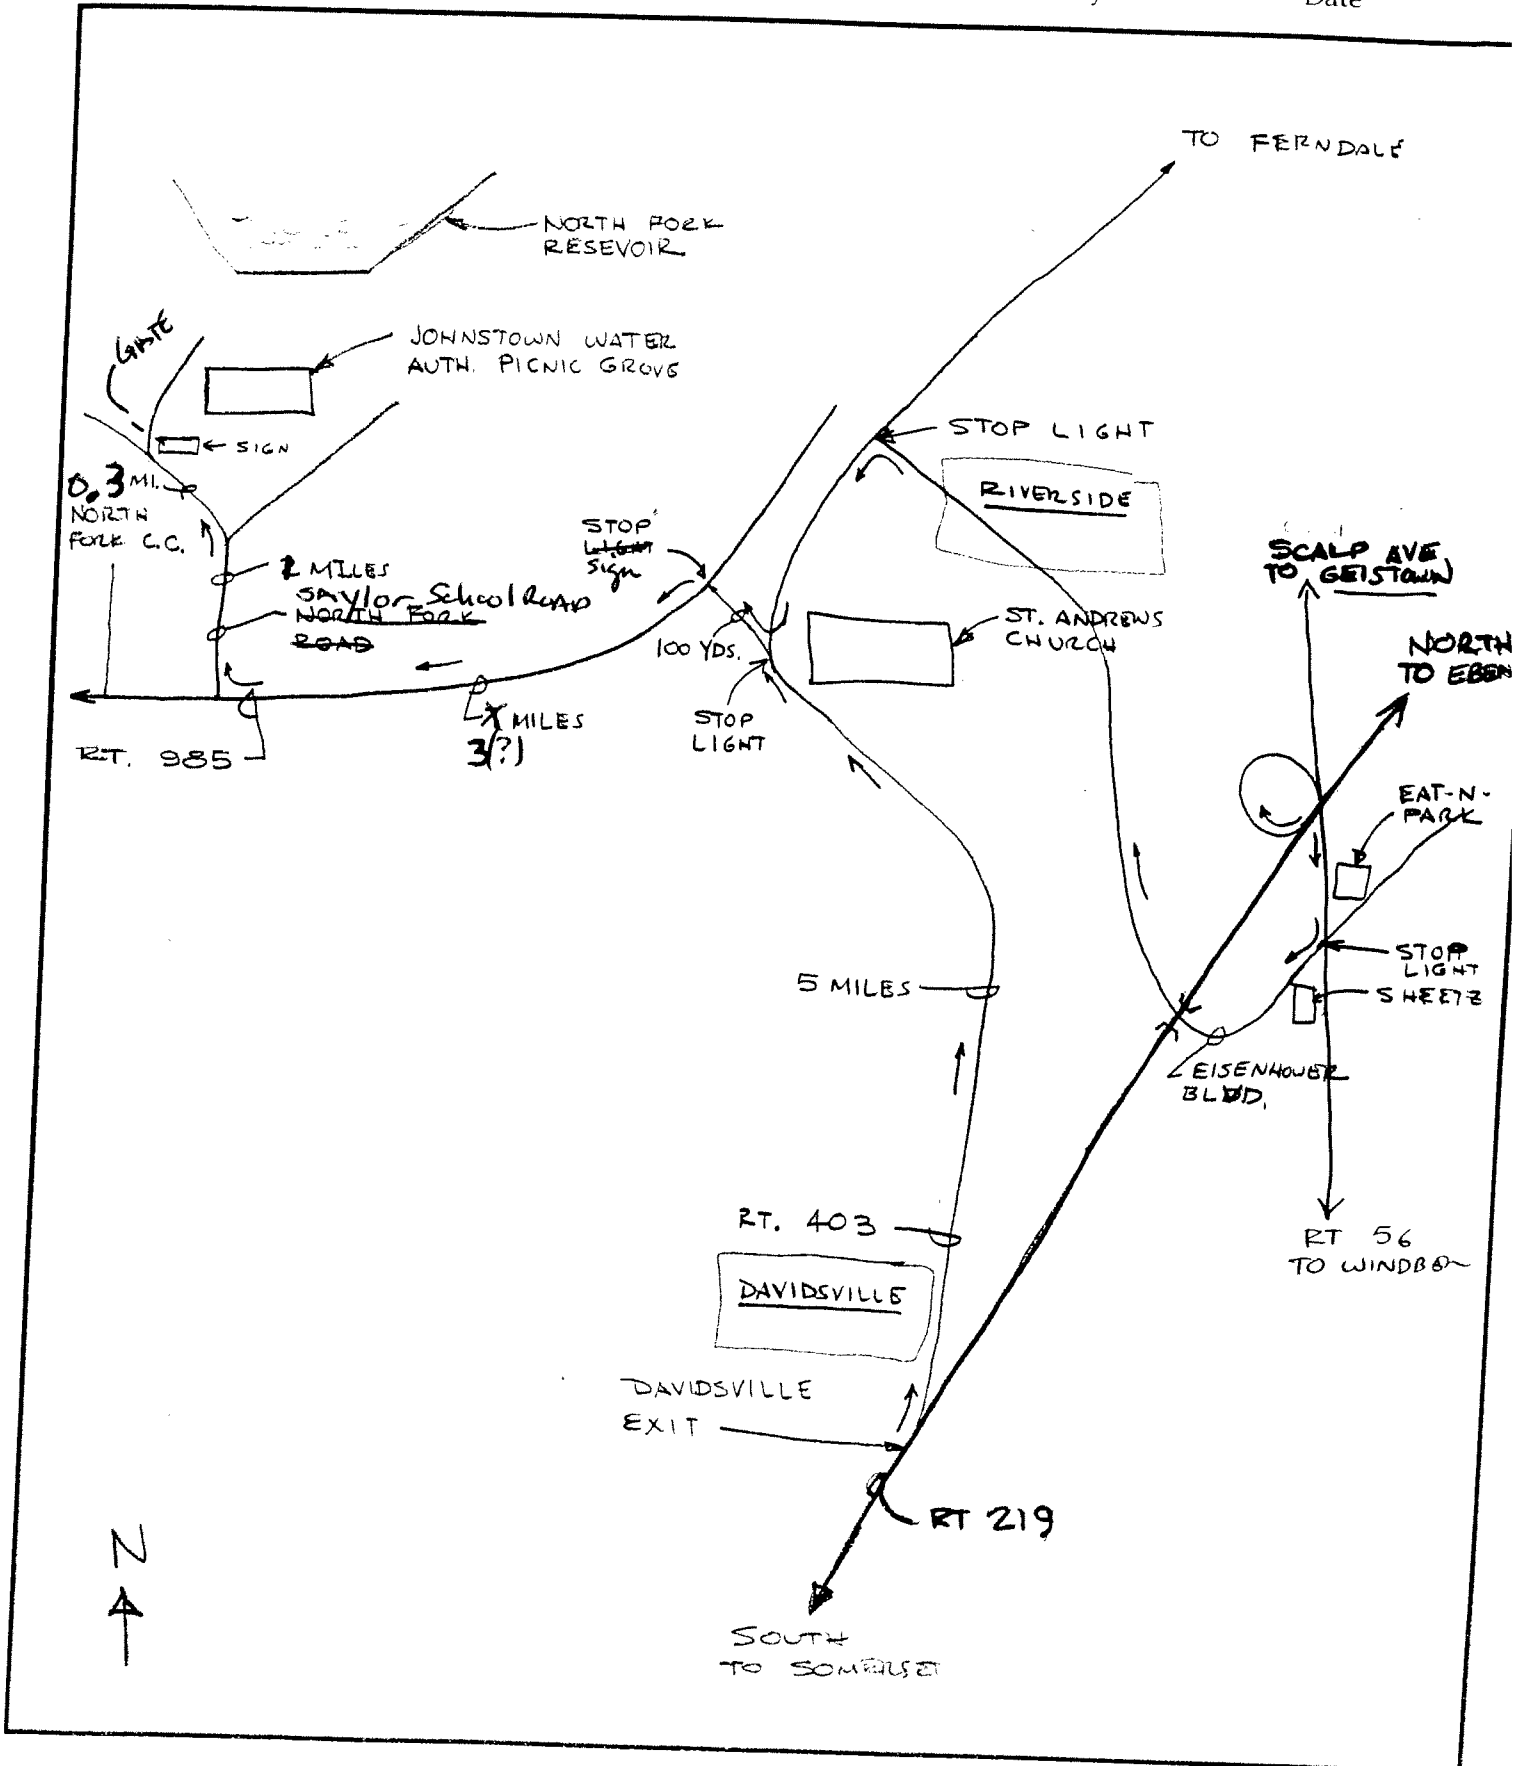 Date
TO FERNDALE
NORTH FORK
RESEVOIR
GATE
JOHNSTOWN WATER
AUTH. PICNIC GROVE
SIGN
STOP LIGHT
0.3 MI.
NORTH
FORK C.C.
RIVERSIDE
STOP
LIGHT
Sign
SCALP AVE
TO GEISTOWN
2 MILES
Saylor School ROAD
NORTH FORK
ROAD
ST. ANDREWS
CHURCH
100 YDS.
NORTH
TO EBEN
STOP
LIGHT
MILES
3(?)
RT. 985
EAT-N-
PARK
STOP
LIGHT
SHEETZ
5 MILES
EISENHOWER
BLVD.
RT. 403
RT 56
TO WINDBER
DAVIDSVILLE
DAVIDSVILLE
EXIT
RT 219
N
SOUTH
TO SOMERSET